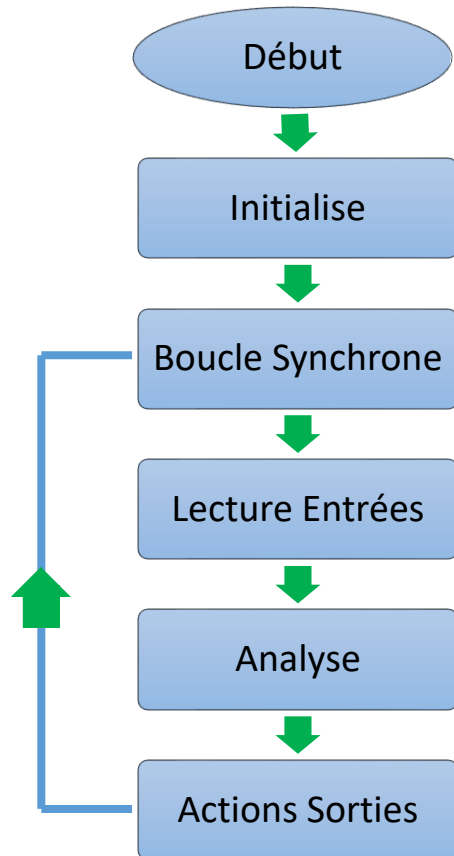 Début
Initialise
Boucle Synchrone
Lecture Entrées
Analyse
Actions Sorties